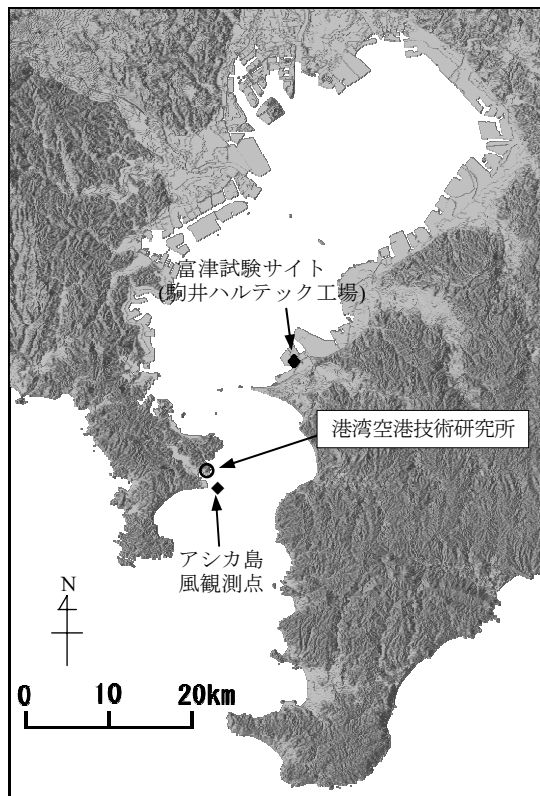 富津試験サイト
(駒井ハルテック工場)
港湾空港技術研究所
アシカ島
風観測点
N
0 10 20km